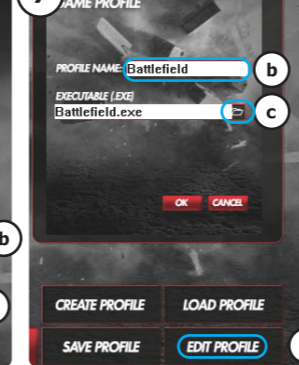 GAME PROFILE
PROFILE NAME: Battlefield
b
EXECUTABLE (.EXE)
Battlefield.exe
c
OK CANCEL
b
CREATE PROFILE LOAD PROFILE
SAVE PROFILE EDIT PROFILE